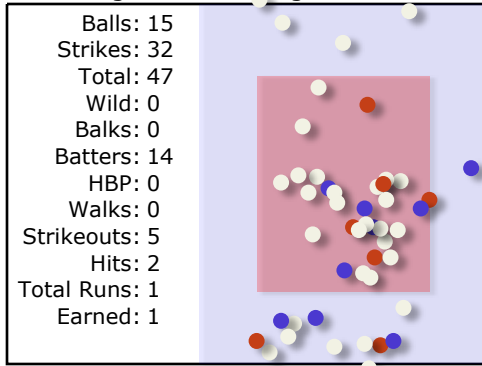 Balls: 15
Strikes: 32
Total: 47
Wild: 0
Balks: 0
Batters: 14
HBP: 0
Walks: 0
Strikeouts: 5
Hits: 2
Total Runs: 1
Earned: 1